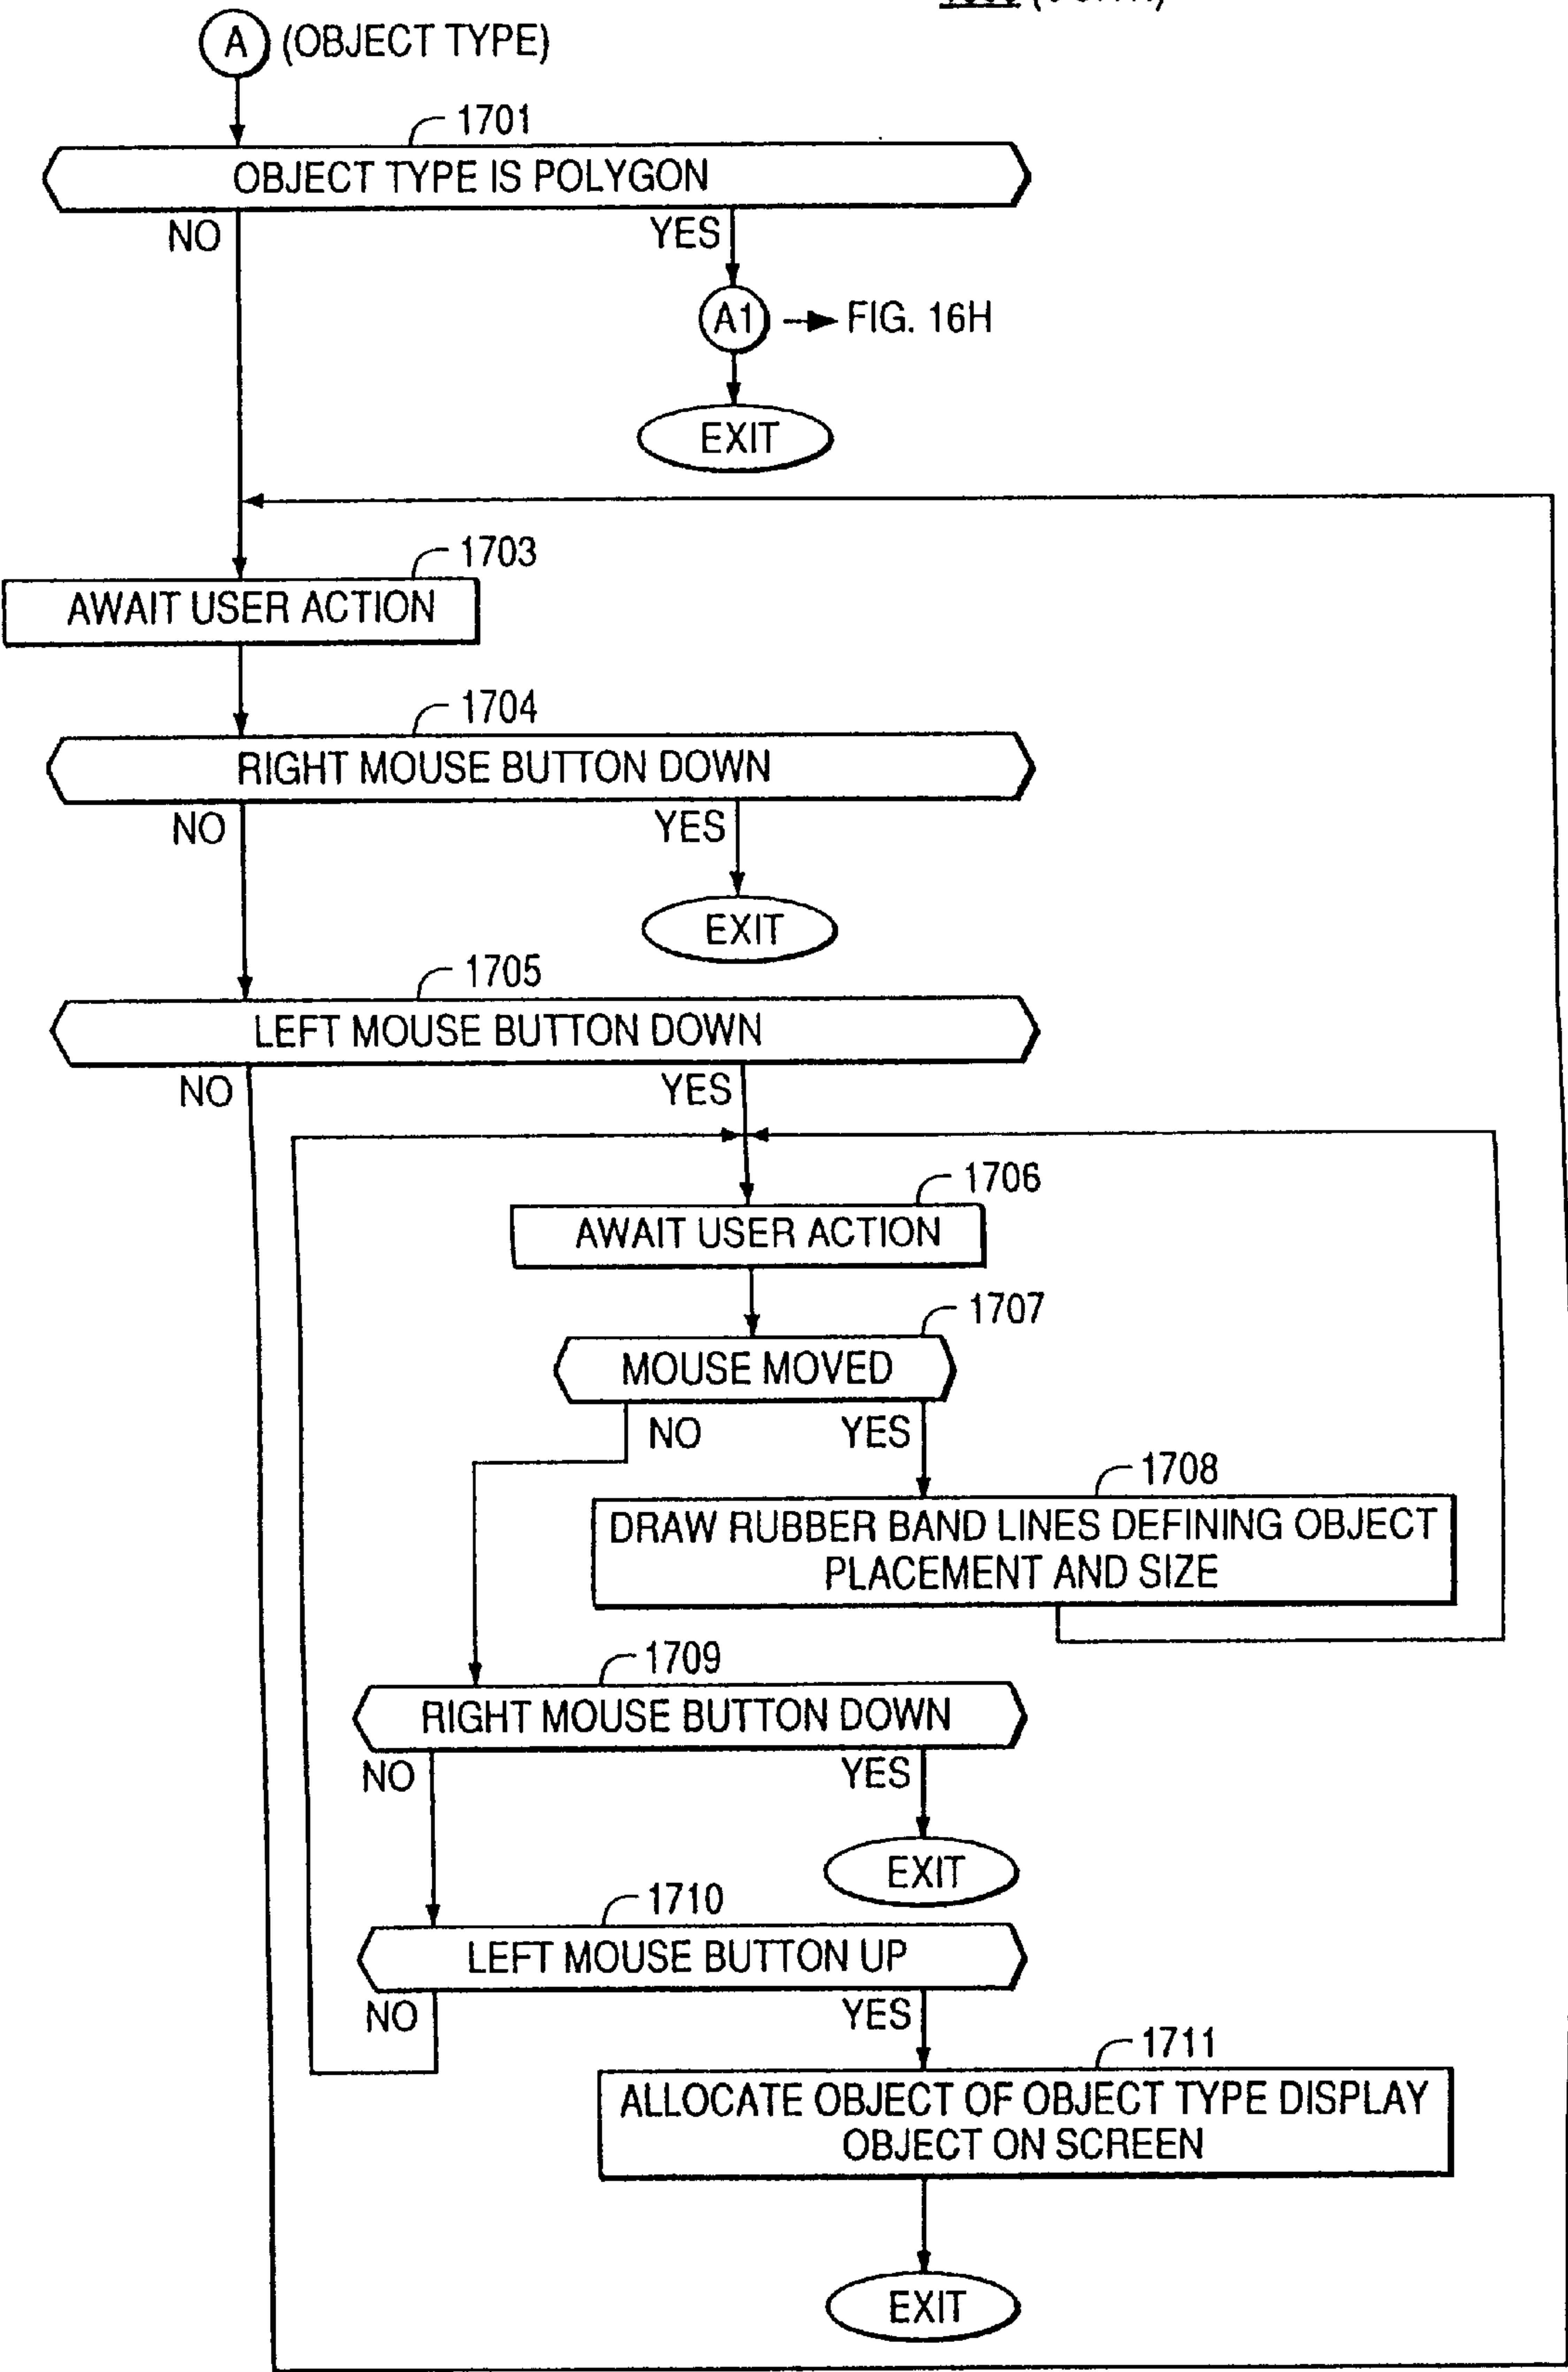 A (OBJECT TYPE)
1701
OBJECT TYPE IS POLYGON
NO YES
A1 FIG. 16H
EXIT
1703
AWAIT USER ACTION
1704
RIGHT MOUSE BUTTON DOWN
NO YES
EXIT
1705
LEFT MOUSE BUTTON DOWN
NO YES
1706
AWAIT USER ACTION
1707
MOUSE MOVED
NO YES
1708
DRAW RUBBER BAND LINES DEFINING OBJECT
PLACEMENT AND SIZE
1709
RIGHT MOUSE BUTTON DOWN
NO YES
EXIT
1710
LEFT MOUSE BUTTON UP
NO YES
1711
ALLOCATE OBJECT OF OBJECT TYPE DISPLAY
OBJECT ON SCREEN
EXIT